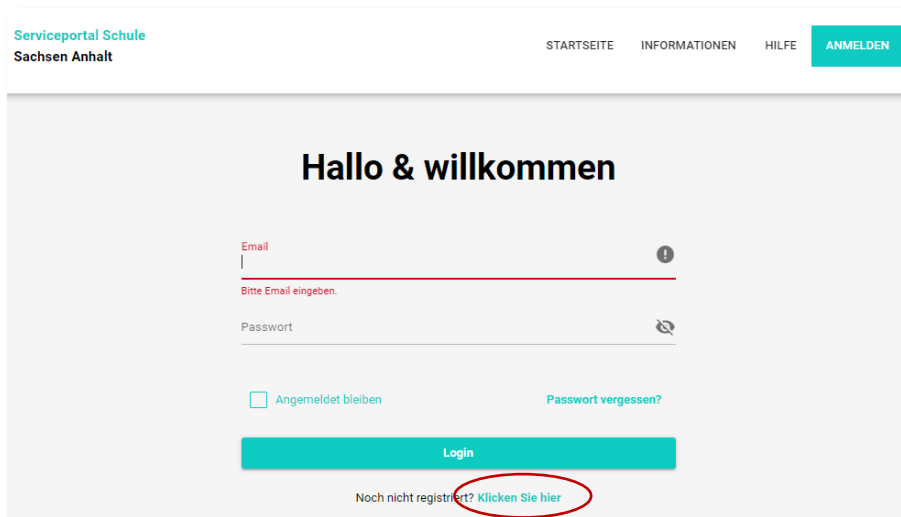 Serviceportal Schule
Sachsen Anhalt
STARTSEITE INFORMATIONEN HILFE ANMELDEN
Hallo & willkommen
Email
Bitte Email eingeben.
Passwort
Angemeldet bleiben Passwort vergessen?
Login
Noch nicht registriert? Klicken Sie hier